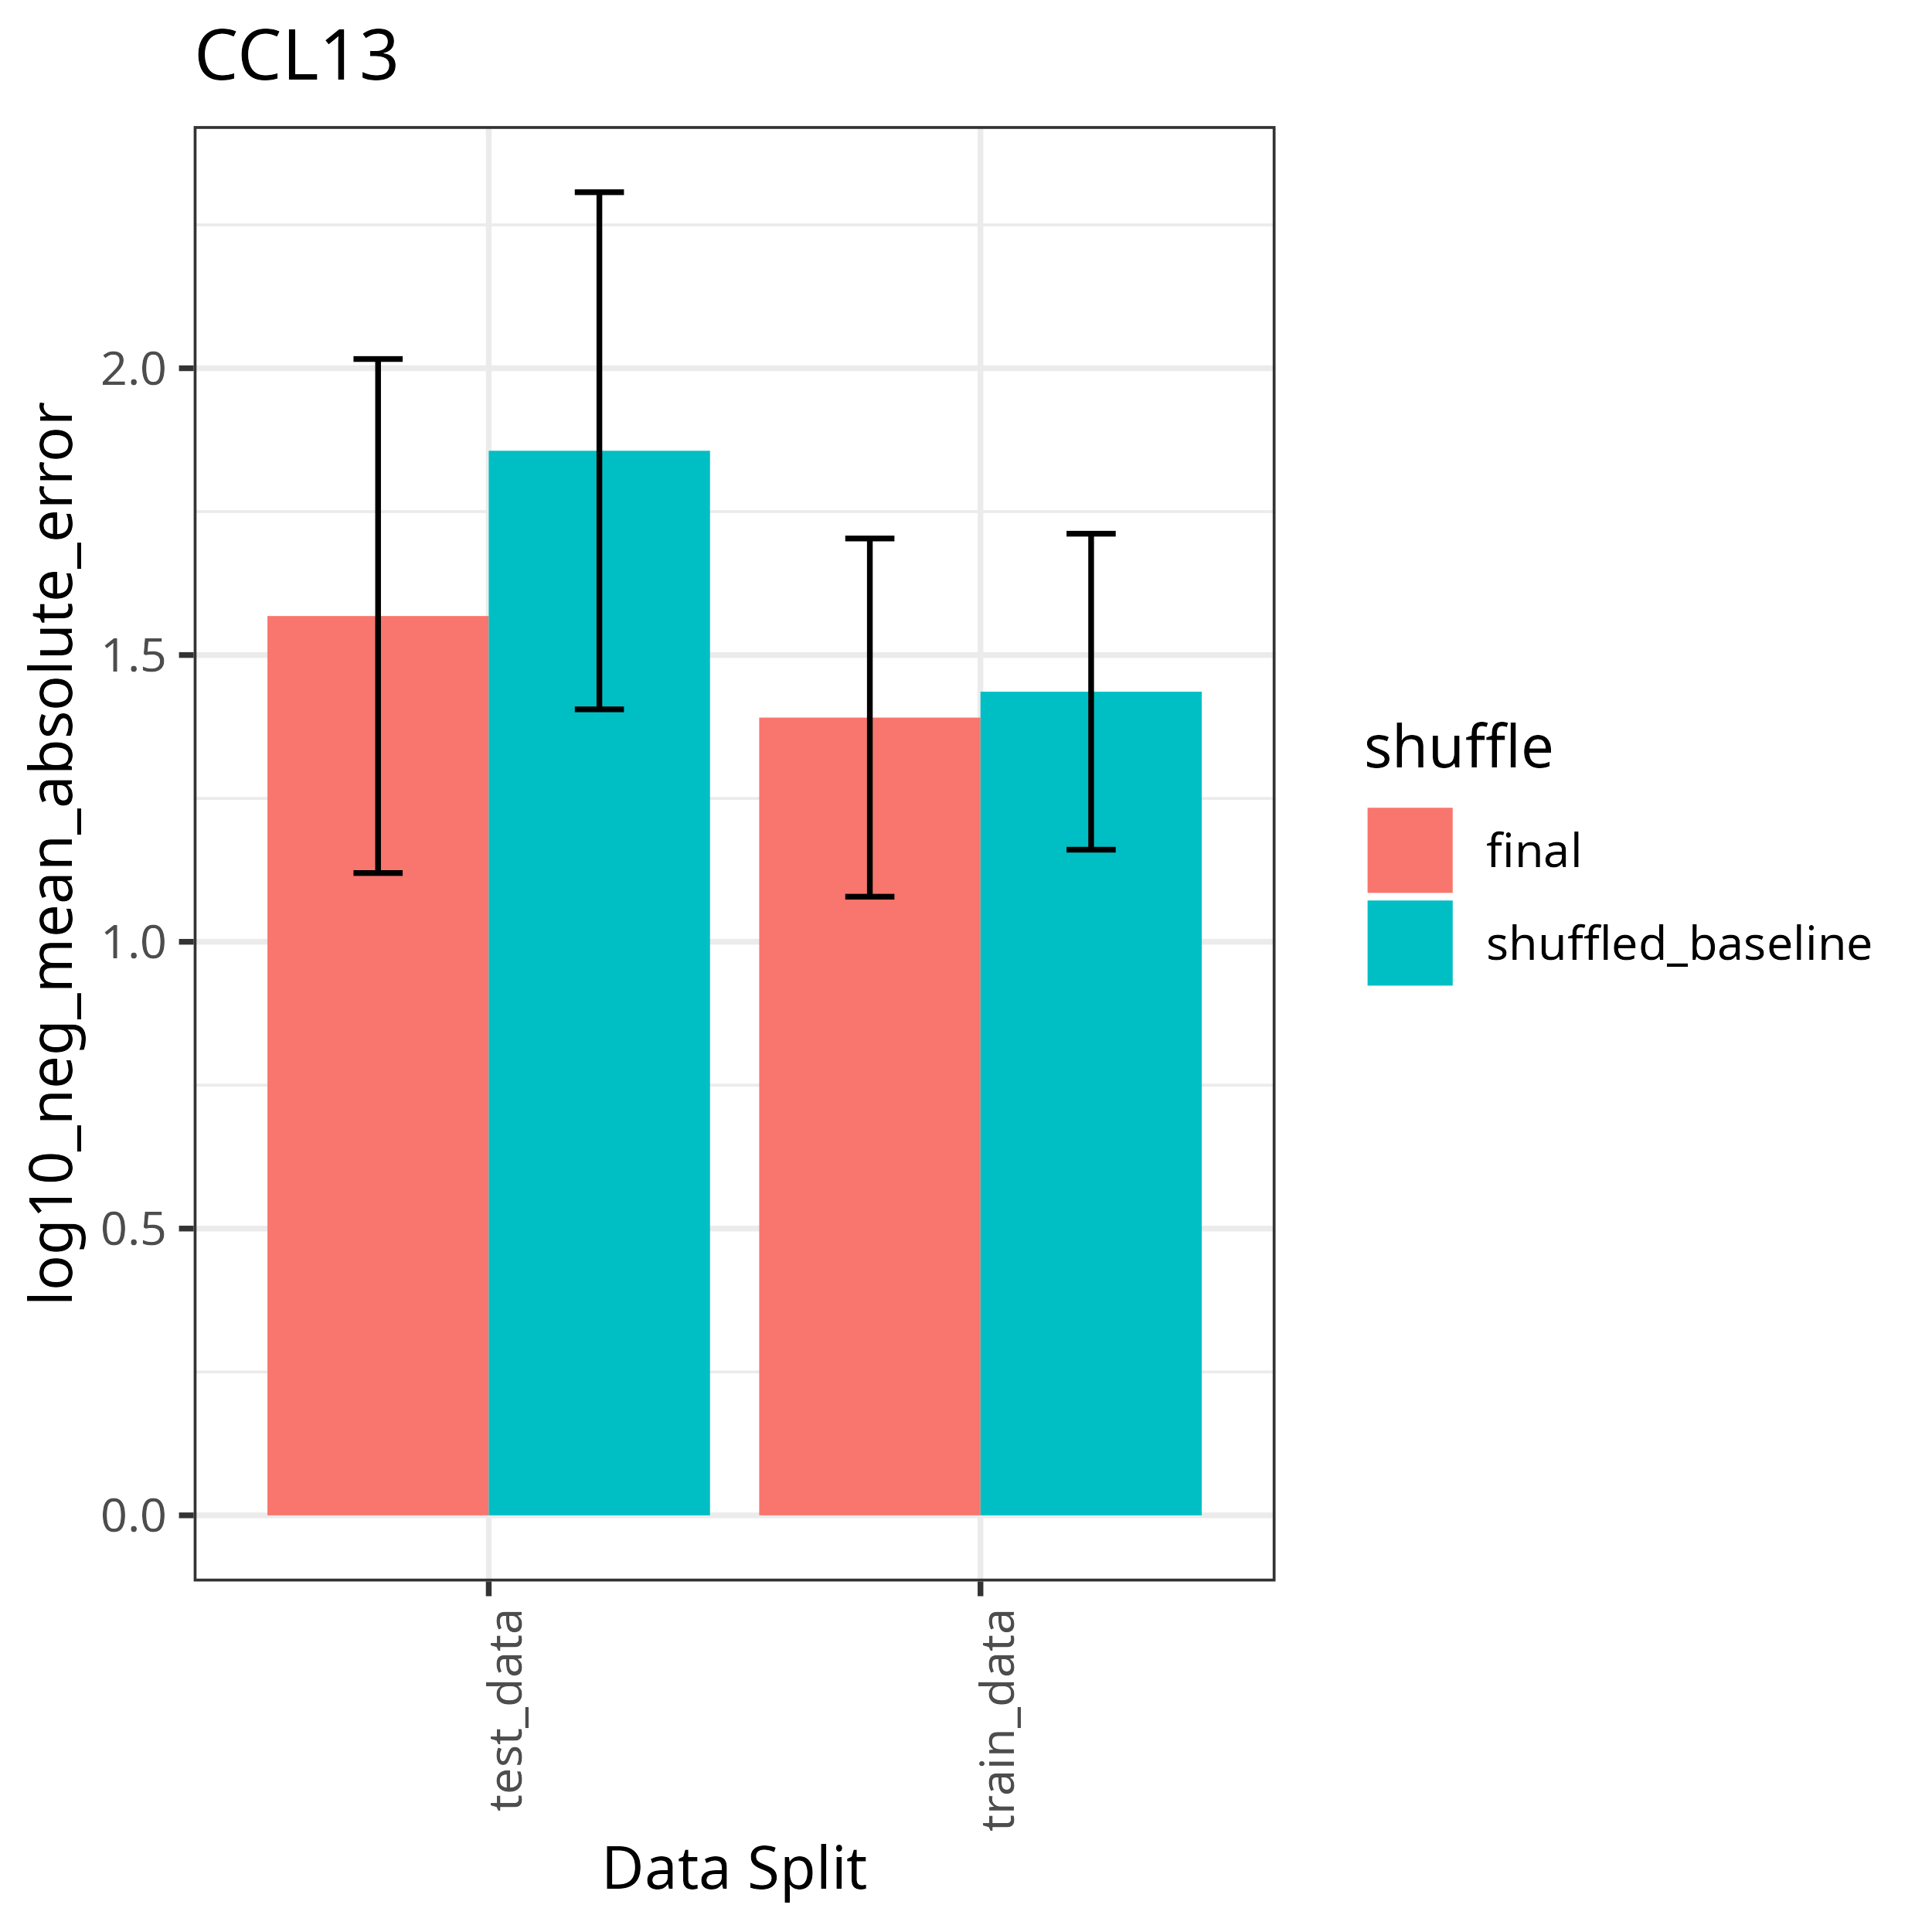 CCL13
log10_neg_mean_absolute_error
2.0
1.5
1.0
0.5
0.0
test_data
train_data
Data Split
shuffle
final
shuffled_baseline